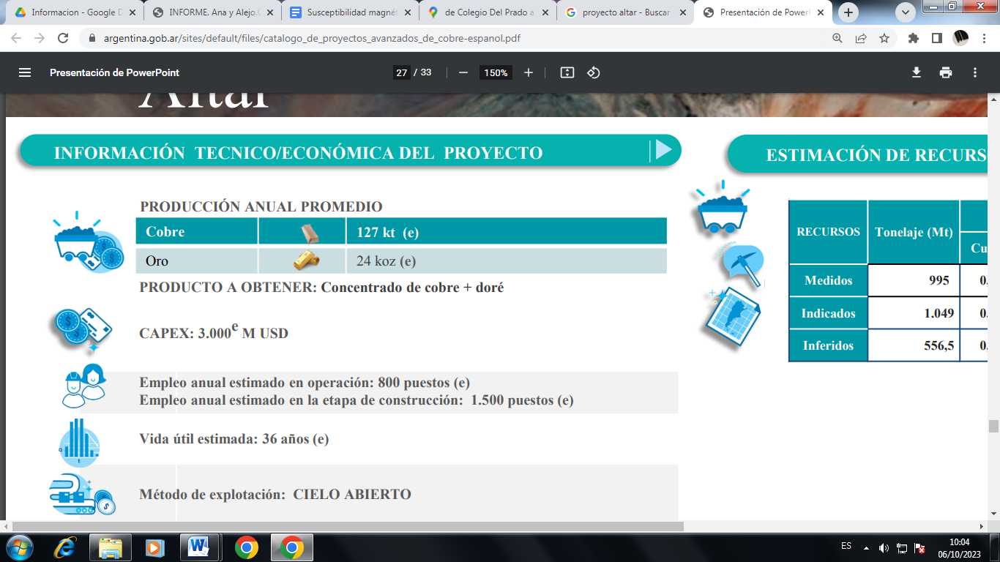 Informacion - Google D
INFORME. Ana y Alejo.
Susceptibilidad magnét
de Colegio Del Prado a
proyecto altar - Buscar
Presentación de PowerP
argentina.gob.ar/sites/default/files/catalogo_de_proyectos_avanzados_de_cobre-espanol.pdf
Presentación de PowerPoint
27 / 33
150%
Altar
INFORMACIÓN TECNICO/ECONÓMICA DEL PROYECTO
PRODUCCIÓN ANUAL PROMEDIO
Cobre 127 kt (e)
Oro 24 koz (e)
PRODUCTO A OBTENER: Concentrado de cobre + doré
CAPEX: 3.000e M USD
Empleo anual estimado en operación: 800 puestos (e)
Empleo anual estimado en la etapa de construcción: 1.500 puestos (e)
Vida útil estimada: 36 años (e)
Método de explotación: CIELO ABIERTO
ESTIMACIÓN DE RECURS
RECURSOS Tonelaje (Mt)
Cu
Medidos 995 0.
Indicados 1.049 0.
Inferidos 556,5 0.
ES
10:04
06/10/2023